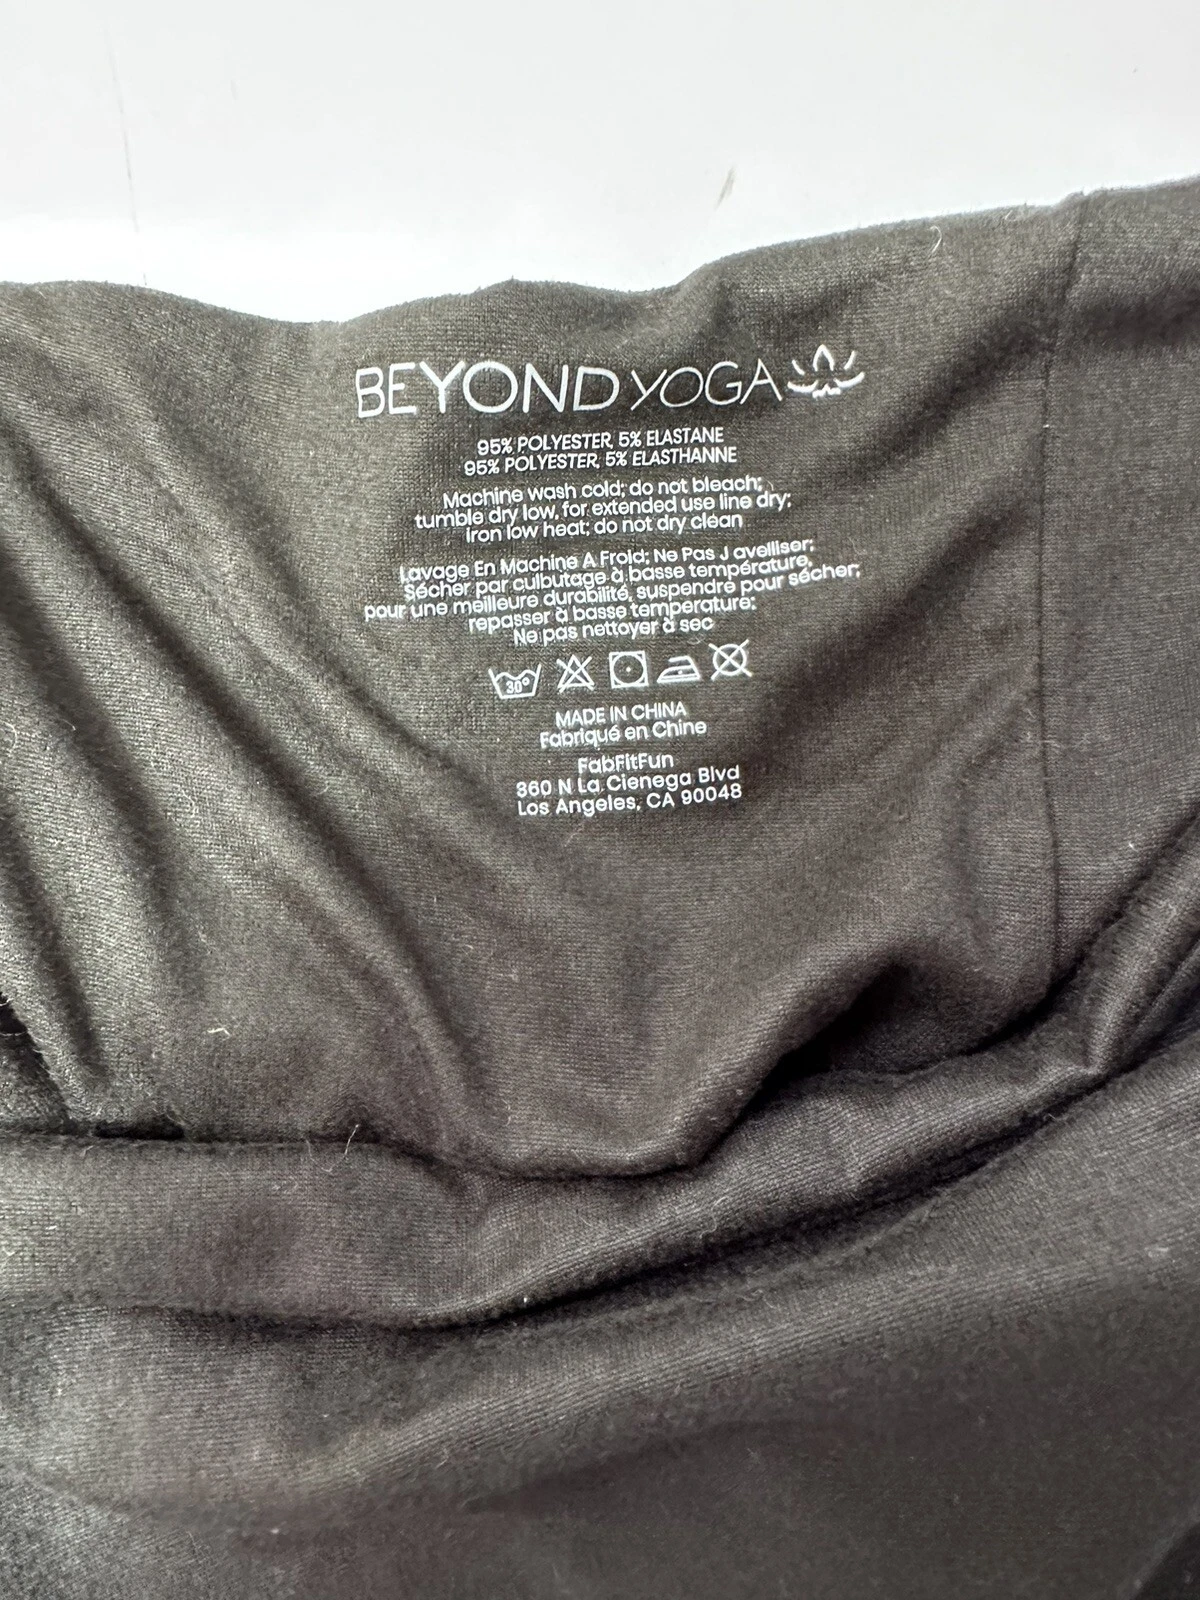 BEYOND YOGA
95% POLYESTER, 5% ELASTANE
95% POLYESTER, 5% ELASTHANNE
Machine wash cold; do not bleach;
tumble dry low, for extended use line dry;
iron low heat; do not dry clean
Lavage En Machine A Froid; Ne Pas J avelliser;
Sécher par culbutage à basse température,
pour une meilleure durabilité, suspendre pour sécher;
repasser à basse temperature;
Ne pas nettoyer à sec
30°
MADE IN CHINA
Fabriqué en Chine
FabFitFun
360 N La Cienega Blvd
Los Angeles, CA 90048